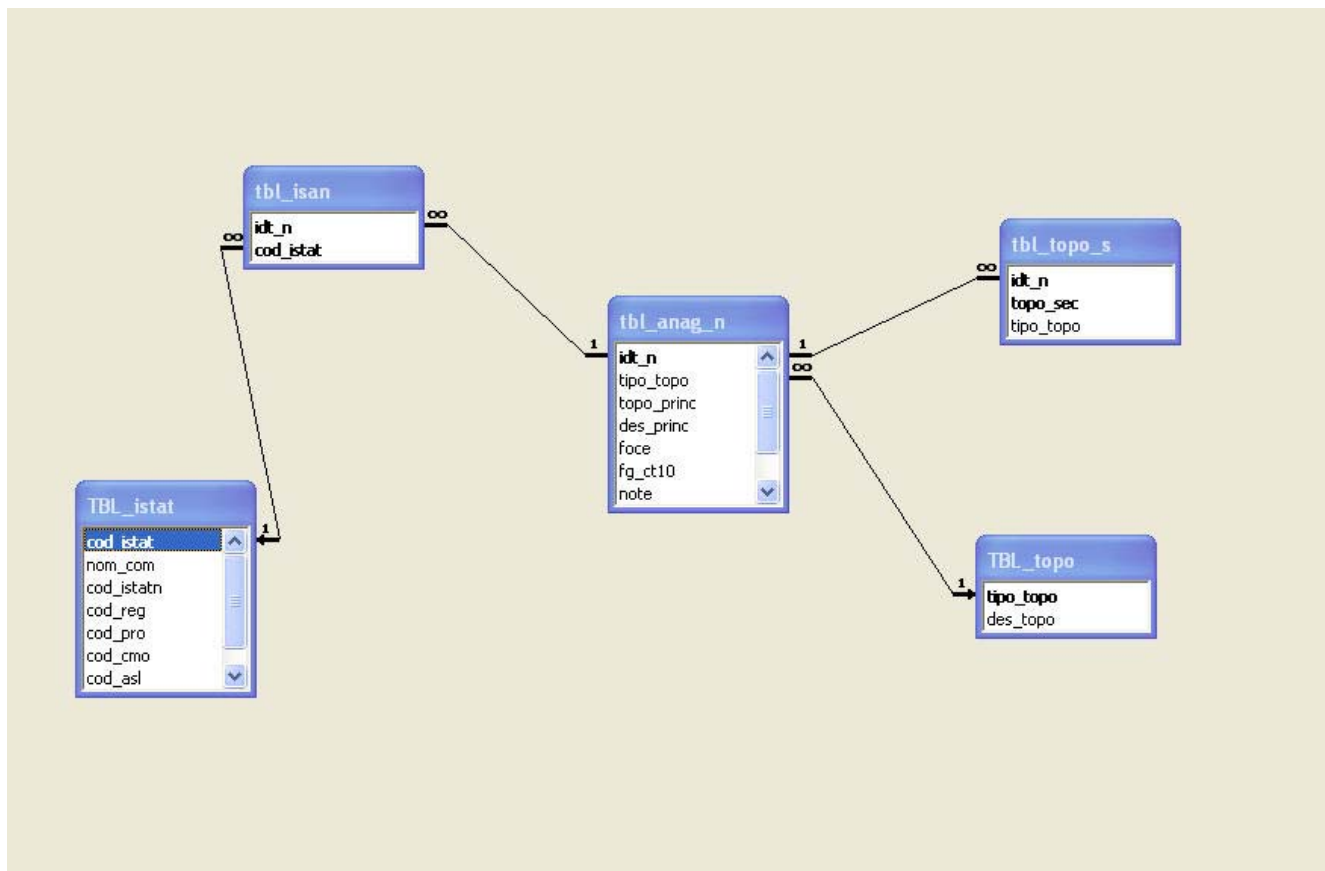 tbl_isan
idt_n
cod_istat
∞
∞
tbl_anag_n
idt_n
tipo_topo
topo_princ
des_princ
foce
fg_ct10
note
1
1
∞
tbl_topo_s
idt_n
topo_sec
tipo_topo
∞
TBL_istat
cod_istat
nom_com
cod_istatn
cod_reg
cod_pro
cod_cmo
cod_asl
1
TBL_topo
tipo_topo
des_topo
1